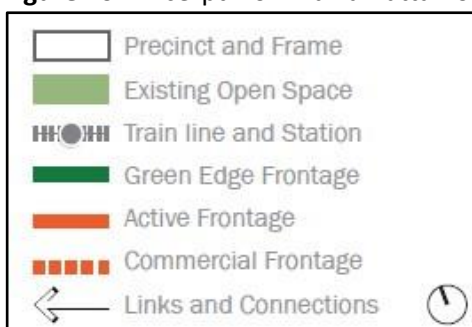 Precinct and Frame
Existing Open Space
Train line and Station
Green Edge Frontage
Active Frontage
Commercial Frontage
Links and Connections